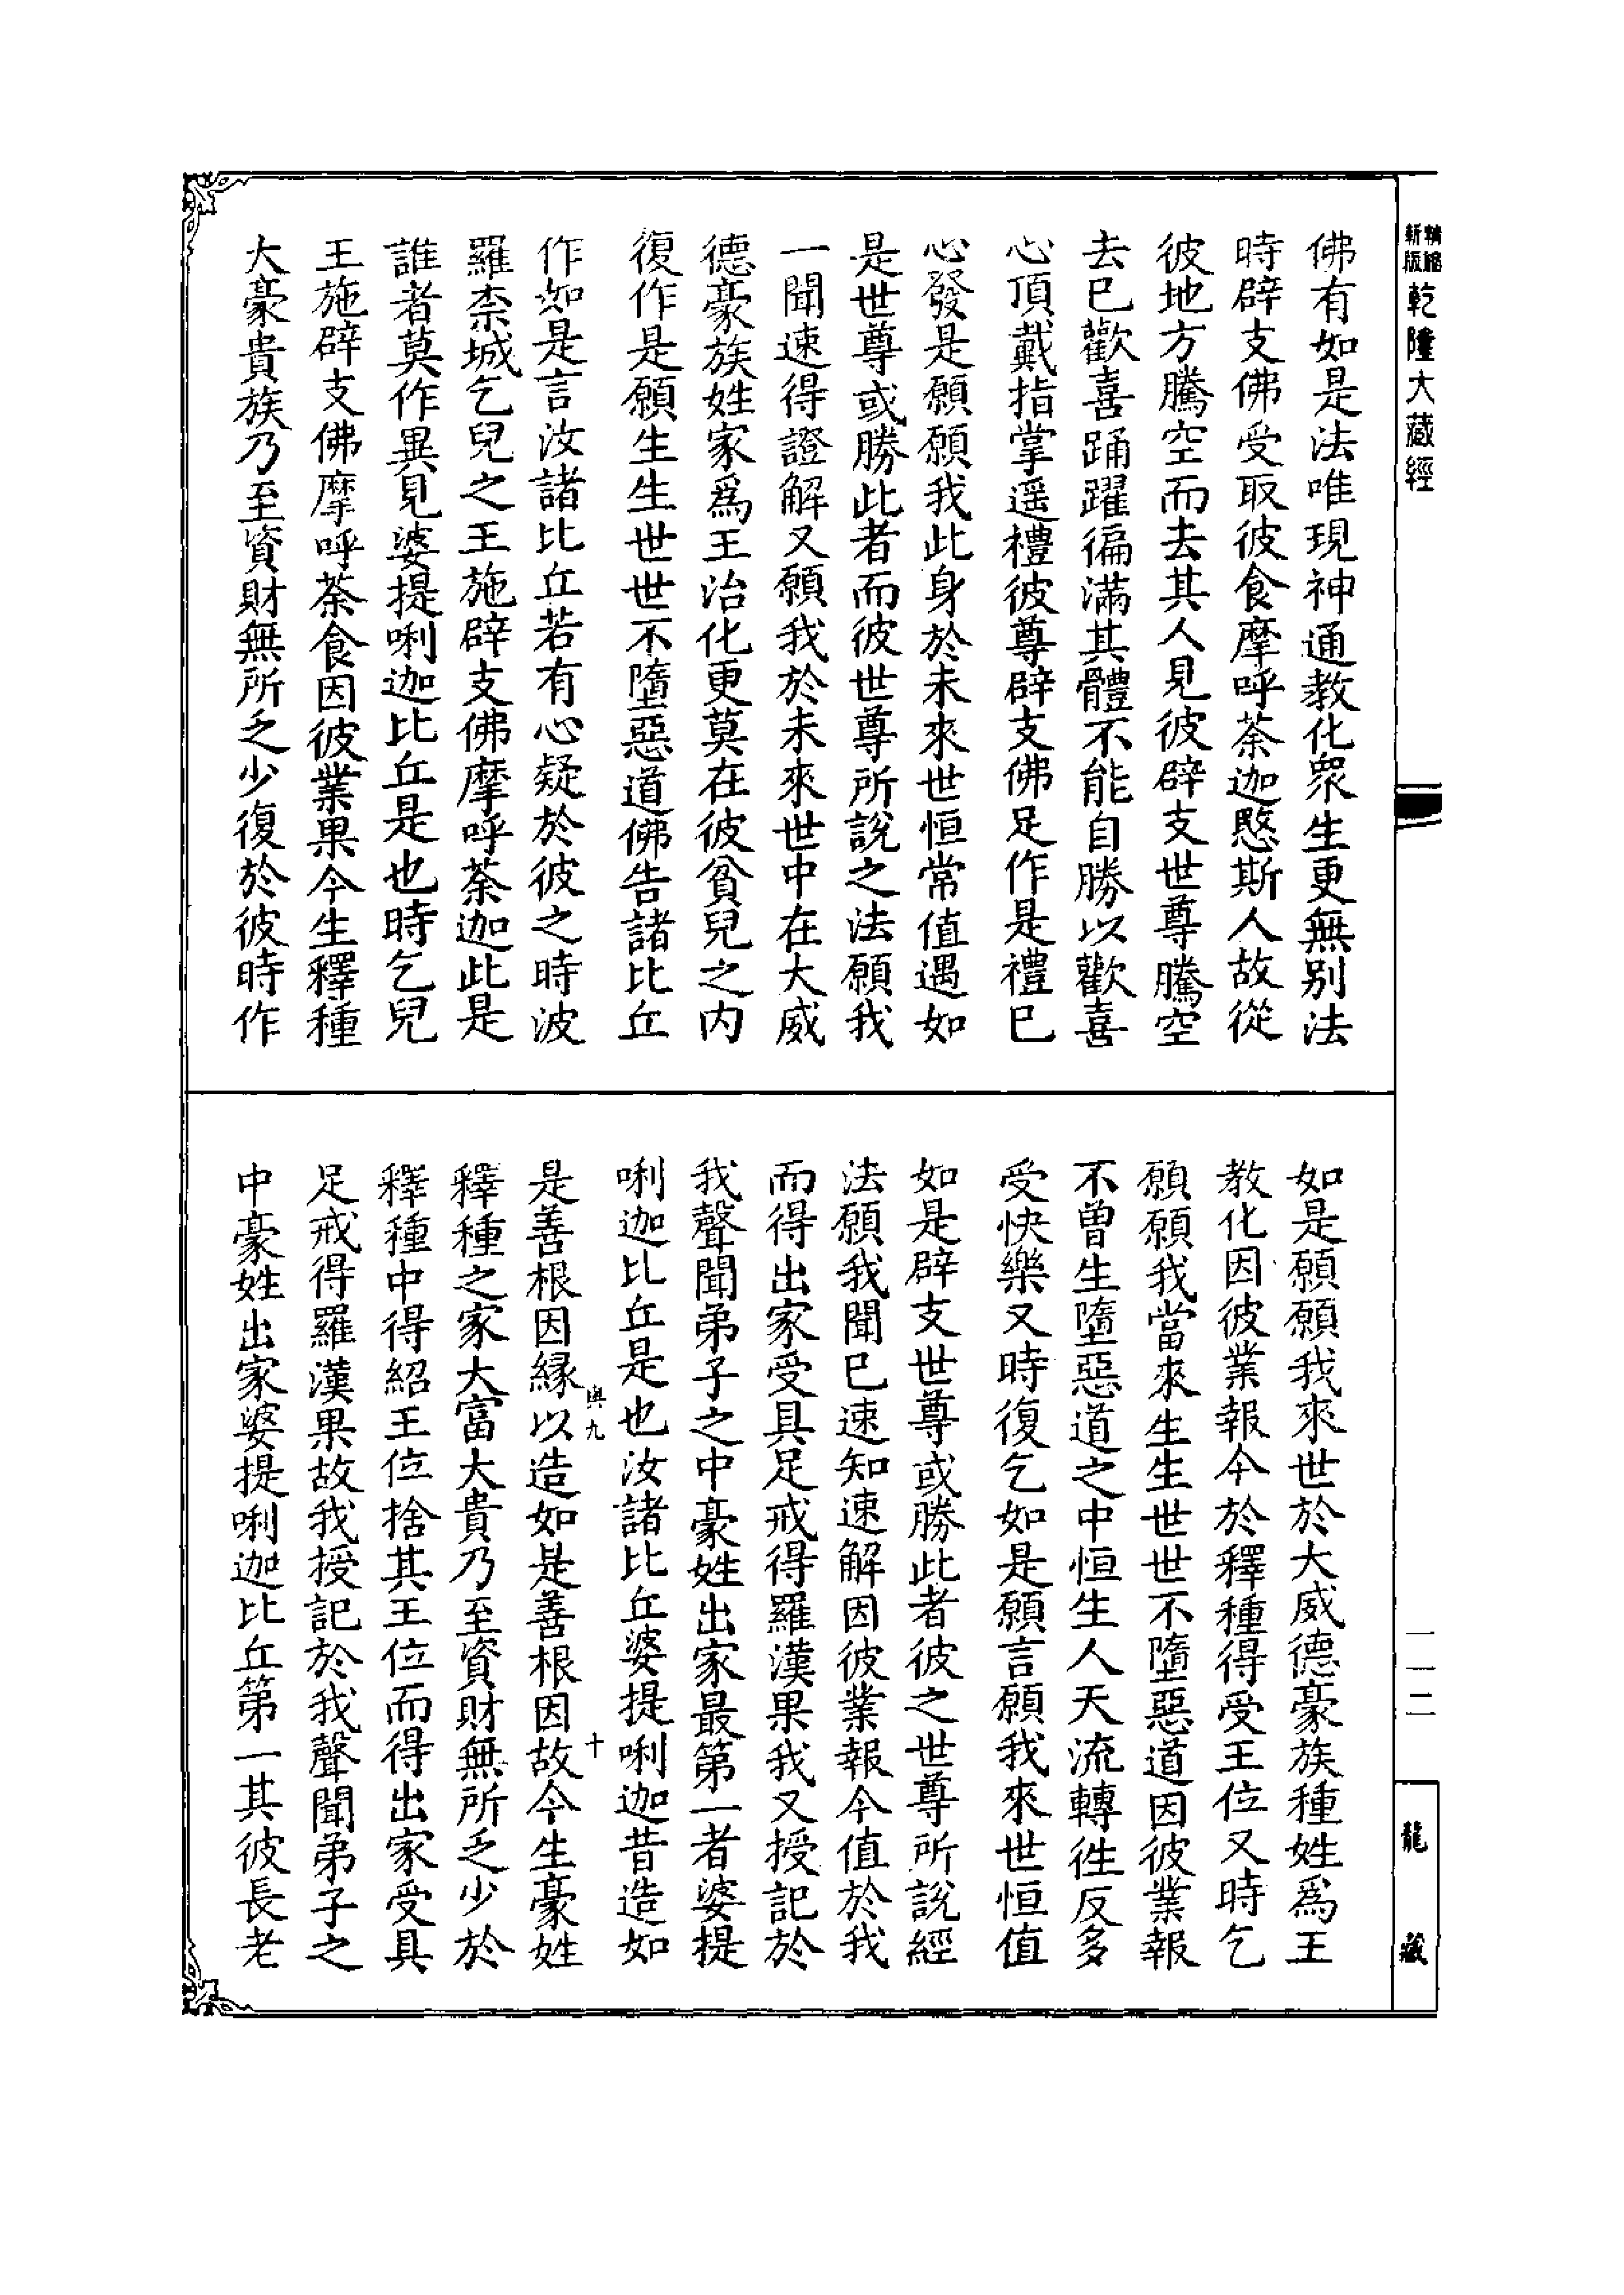 新版精縮乾隆大藏經
佛有如是法唯現神通教化衆生更無别法
時辟支佛受取彼食摩呼荼迦愍斯人故從
彼地方騰空而去其人見彼辟支世尊騰空
去已歡喜踊躍徧滿其體不能自勝以歡喜
心頂戴指掌遥禮彼尊辟支佛足作是禮已
心發是願願我此身於未來世恒常值遇如
是世尊或勝此者而彼世尊所說之法願我
一聞速得證解又願我於未來世中在大威
德豪族姓家爲王治化更莫在彼貧兒之内
復作是願生生世世不墮惡道佛告諸比丘
作如是言汝諸比丘若有心疑於彼之時波
羅柰城乞兒之王施辟支佛摩呼荼迦此是
誰者莫作異見婆提唎迦比丘是也時乞兒
王施辟支佛摩呼荼食因彼業果今生釋種
大豪貴族乃至資財無所乏少復於彼時作
如是願願我來世於大威德豪族種姓爲王
教化因彼業報今於釋種得受王位又時乞
願願我當來生生世世不墮惡道因彼業報
不曾生墮惡道之中恒生人天流轉徃反多
受快樂又時復乞如是願言願我來世恒值
如是辟支世尊或勝此者彼之世尊所說經
法願我聞已速知速解因彼業報今值於我
而得出家受具足戒得羅漢果我又授記於
我聲聞弟子之中豪姓出家最第一者婆提
唎迦比丘是也汝諸比丘婆提唎迦昔造如
與九
十
是善根因縁以造如是善根因故今生豪姓
釋種之家大富大貴乃至資財無所乏少於
釋種中得紹王位捨其王位而得出家受具
足戒得羅漢果故我授記於我聲聞弟子之
中豪姓出家婆提唎迦比丘第一其彼長老
一一二
龍藏